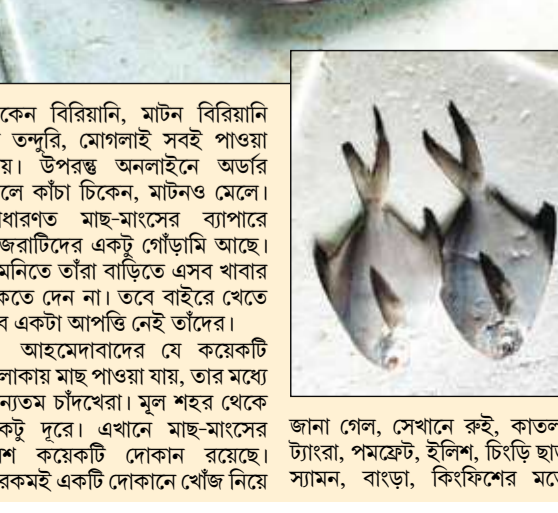 কেন বিরিয়ানি, মাটন বিরিয়ানি
তন্দুরি, মোগলাই সবই পাওয়া
য়। উপরন্তু অনলাইনে অর্ডার
লে কাঁচা চিকেন, মাটনও মেলে।
ধারণত মাছ-মাংসের ব্যাপারে
জরাটিদের একটু গোঁড়ামি আছে।
মনিতে তাঁরা বাড়িতে এসব খাবার
কতে দেন না। তবে বাইরে খেতে
ব একটা আপত্তি নেই তাঁদের।
আহমেদাবাদের যে কয়েকটি
লাকায় মাছ পাওয়া যায়, তার মধ্যে
ন্যতম চাঁদখেরা। মূল শহর থেকে
কটু দূরে। এখানে মাছ-মাংসের
শ কয়েকটি দোকান রয়েছে।
রকমই একটি দোকানে খোঁজ নিয়ে
জানা গেল, সেখানে রুই, কাতল
ট্যাংরা, পমফ্রেট, ইলিশ, চিংড়ি ছাড়
স্যামন, বাংড়া, কিংফিশের মতে